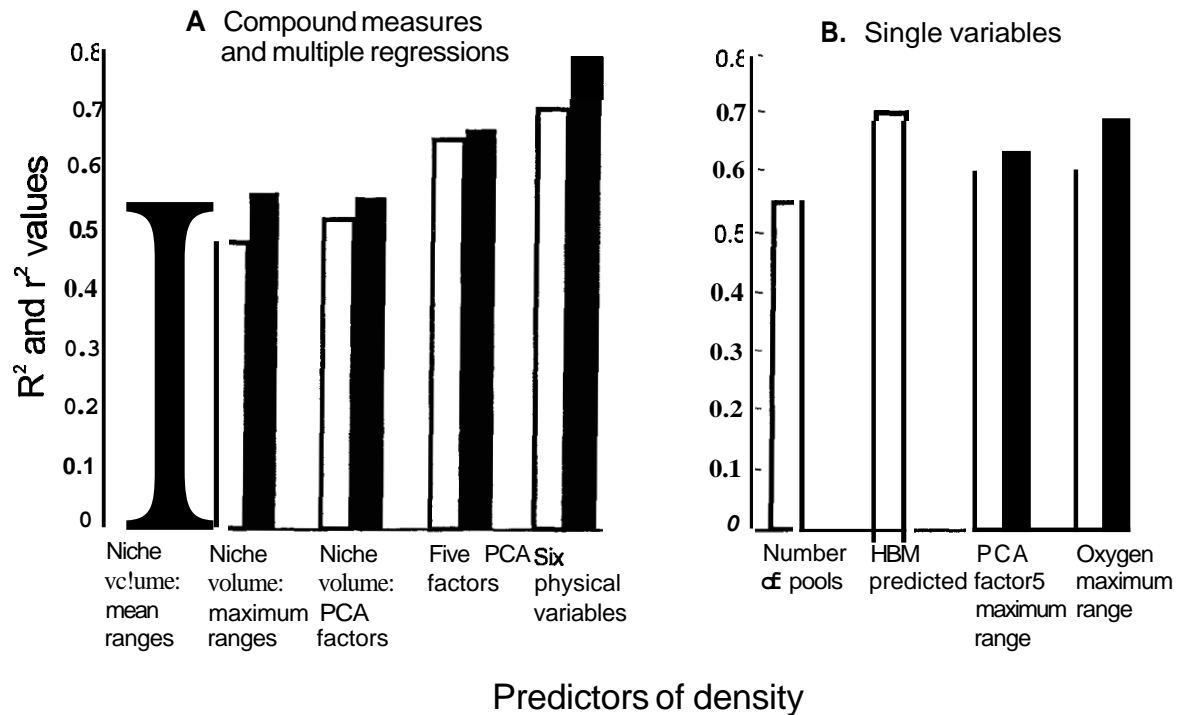 A Compound measures
and multiple regressions
B. Single variables
0.8
0.7
0.6
0.5
0.4
0.3
0.2
0.1
0
R² and r² values
0.8
0.7
0.6
0.5
0.4
0.3
0.2
0.1
0
Niche
vc!ume:
mean
ranges
Niche
volume:
maximum
ranges
Niche
volume:
PCA
factors
Five PCA
factors
Six
physical
variables
Number
of pools
HBM
predicted
PCA
factor5
maximum
range
Oxygen
maximum
range
Predictors of density